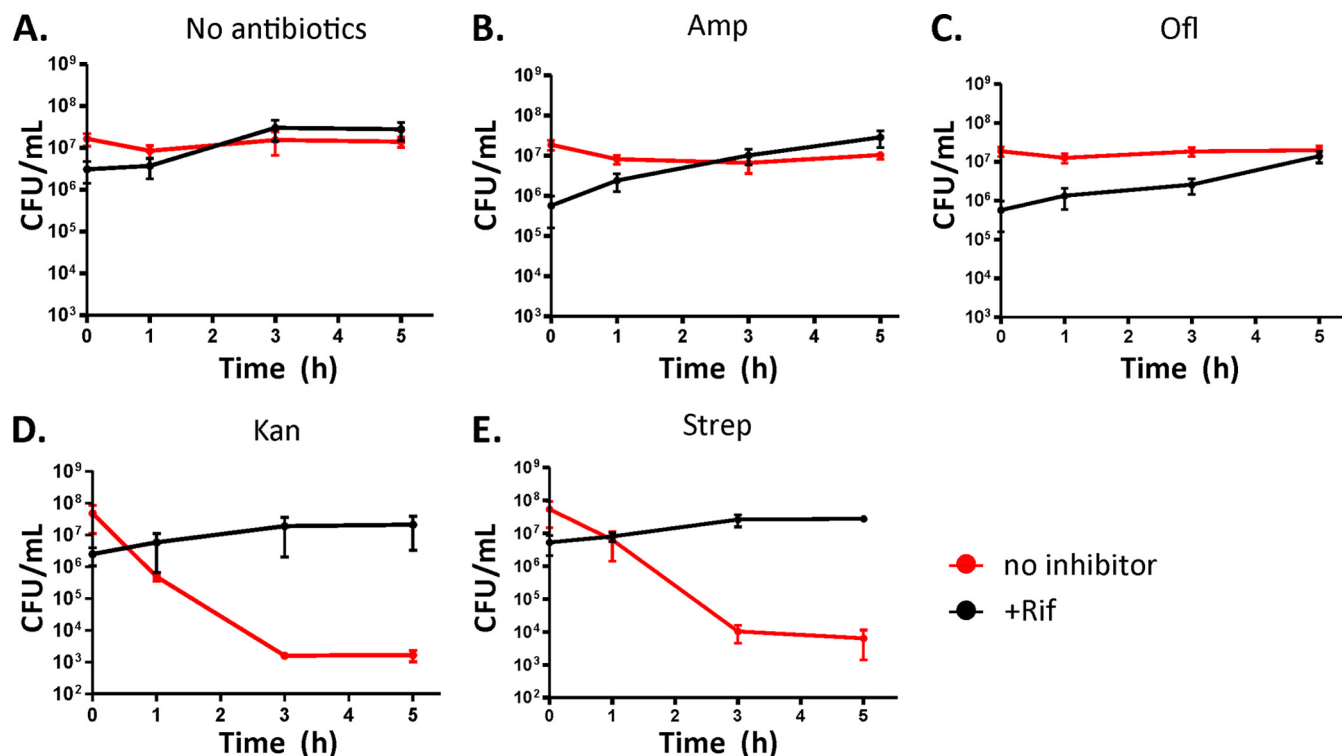 A. No antibiotics
10⁹
10⁸
10⁷
10⁶
10⁵
10⁴
10³
CFU/mL
0 1 2 3 4 5
Time (h)
B. Amp
10⁹
10⁸
10⁷
10⁶
10⁵
10⁴
10³
CFU/mL
0 1 2 3 4 5
Time (h)
C. Ofl
10⁹
10⁸
10⁷
10⁶
10⁵
10⁴
10³
CFU/mL
0 1 2 3 4 5
Time (h)
D. Kan
10⁹
10⁸
10⁷
10⁶
10⁵
10⁴
10³
10²
CFU/mL
0 1 2 3 4 5
Time (h)
E. Strep
10⁹
10⁸
10⁷
10⁶
10⁵
10⁴
10³
10²
CFU/mL
0 1 2 3 4 5
Time (h)
no inhibitor
+Rif